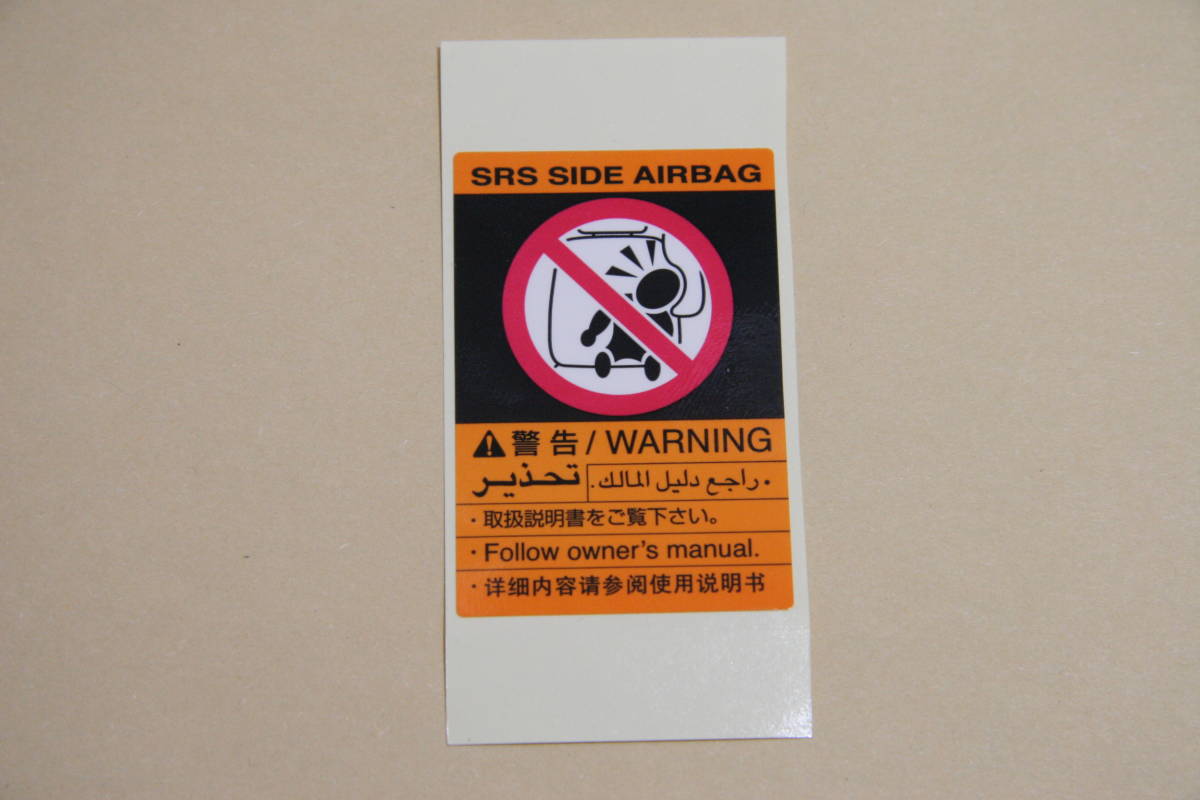 SRS SIDE AIRBAG
警告 / WARNING
تحذير
・راجع دليل المالك.
・取扱説明書をご覧下さい。
・Follow owner's manual.
・详细内容请参阅使用说明书